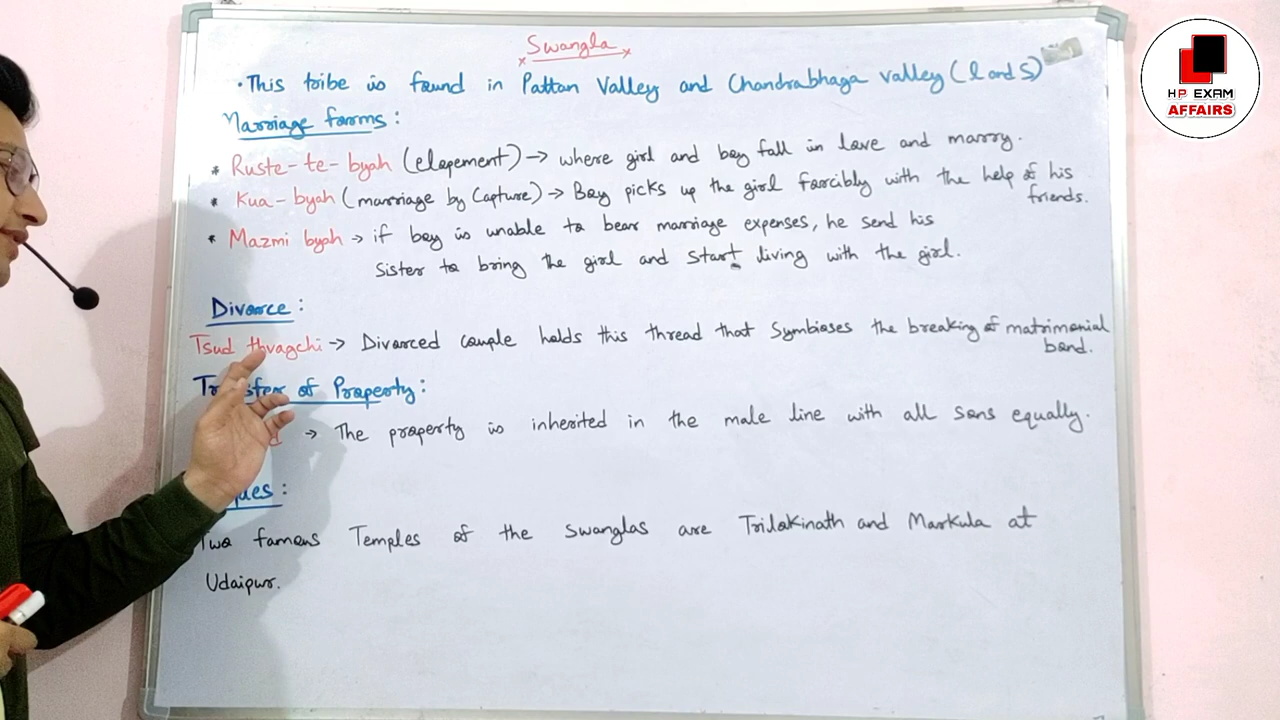 Swangla
• This tribe is found in Pattan Valley and Chandrabhaga valley (l and S)
Marriage forms :
* Ruste-te-byah (elopement) → where girl and boy fall in love and marry.
* Kua-byah (marriage by Capture) → Boy picks up the girl forcibly with the help of his
friends.
* Mazmi byah → if boy is unable to bear marriage expenses, he send his
Sister to bring the girl and start living with the girl.
Divorce :
Tsud thvagchi → Divorced couple holds this thread that Symbioses the breaking of matrimonial
bond.
Transfer of Property :
→ The property is inherited in the male line with all sons equally.
Two famous Temples of the swanglas are Trilokinath and Markula at
Udaipur.
HP EXAM
AFFAIRS